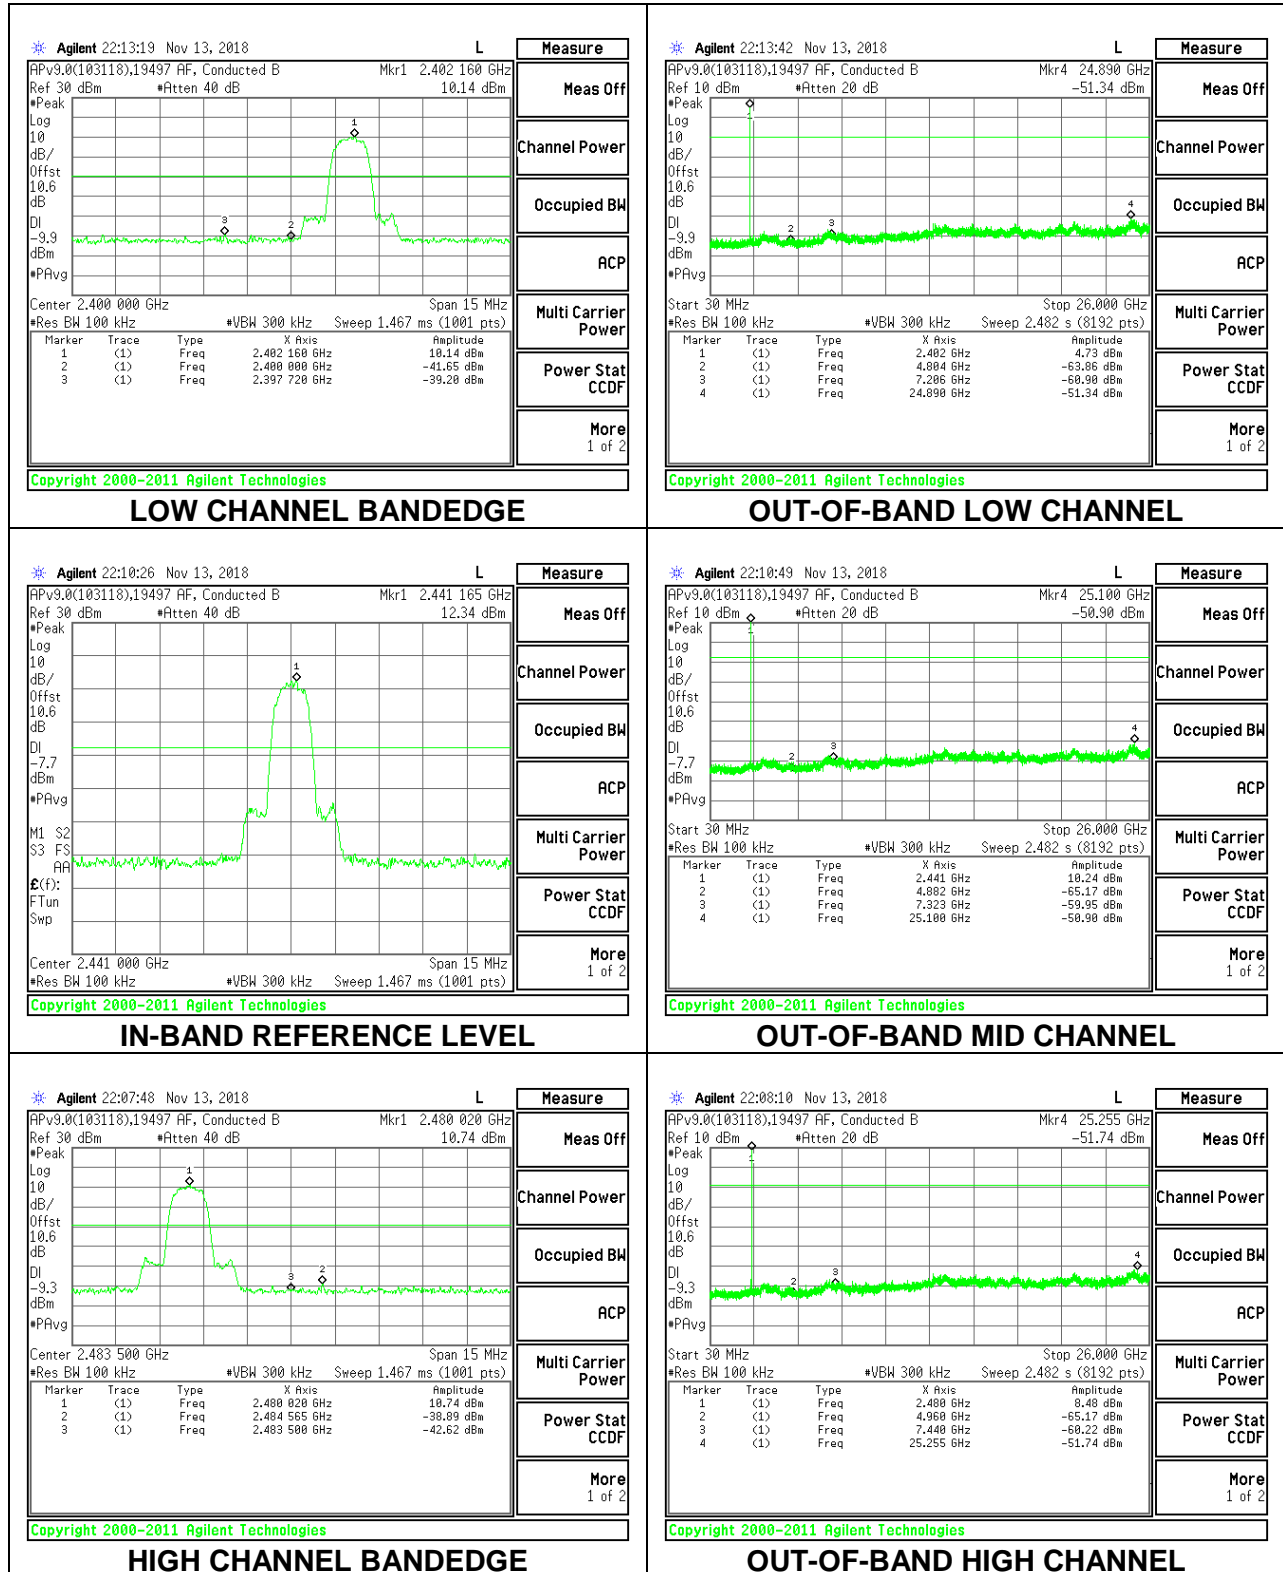 Agilent 22:13:19 Nov 13, 2018 L
APv9.0(103118),19497 AF, Conducted B Mkr1 2.402 160 GHz
Ref 30 dBm #Atten 40 dB 10.14 dBm
#Peak
Log
10
dB/
Offst
10.6
dB
DI
-9.9
dBm
#PAvg
1
3
2
Center 2.400 000 GHz Span 15 MHz
#Res BW 100 kHz #VBW 300 kHz Sweep 1.467 ms (1001 pts)
Marker Trace Type X Axis Amplitude
1 (1) Freq 2.402 160 GHz 10.14 dBm
2 (1) Freq 2.400 000 GHz -41.65 dBm
3 (1) Freq 2.397 720 GHz -39.20 dBm
Measure
Meas Off
Channel Power
Occupied BW
ACP
Multi Carrier
Power
Power Stat
CCDF
More
1 of 2
Copyright 2000-2011 Agilent Technologies
LOW CHANNEL BANDEDGE
Agilent 22:13:42 Nov 13, 2018 L
APv9.0(103118),19497 AF, Conducted B Mkr4 24.890 GHz
Ref 10 dBm #Atten 20 dB -51.34 dBm
#Peak
Log
10
dB/
Offst
10.6
dB
DI
-9.9
dBm
#PAvg
1
2
3
4
Start 30 MHz Stop 26.000 GHz
#Res BW 100 kHz #VBW 300 kHz Sweep 2.482 s (8192 pts)
Marker Trace Type X Axis Amplitude
1 (1) Freq 2.402 GHz 4.73 dBm
2 (1) Freq 4.804 GHz -63.86 dBm
3 (1) Freq 7.206 GHz -60.90 dBm
4 (1) Freq 24.890 GHz -51.34 dBm
Measure
Meas Off
Channel Power
Occupied BW
ACP
Multi Carrier
Power
Power Stat
CCDF
More
1 of 2
Copyright 2000-2011 Agilent Technologies
OUT-OF-BAND LOW CHANNEL
Agilent 22:10:26 Nov 13, 2018 L
APv9.0(103118),19497 AF, Conducted B Mkr1 2.441 165 GHz
Ref 30 dBm #Atten 40 dB 12.34 dBm
#Peak
Log
10
dB/
Offst
10.6
dB
DI
-7.7
dBm
#PAvg
M1 S2
S3 FS
AA
£(f):
FTun
Swp
1
Center 2.441 000 GHz Span 15 MHz
#Res BW 100 kHz #VBW 300 kHz Sweep 1.467 ms (1001 pts)
Measure
Meas Off
Channel Power
Occupied BW
ACP
Multi Carrier
Power
Power Stat
CCDF
More
1 of 2
Copyright 2000-2011 Agilent Technologies
IN-BAND REFERENCE LEVEL
Agilent 22:10:49 Nov 13, 2018 L
APv9.0(103118),19497 AF, Conducted B Mkr4 25.100 GHz
Ref 10 dBm #Atten 20 dB -50.90 dBm
#Peak
Log
10
dB/
Offst
10.6
dB
DI
-7.7
dBm
#PAvg
1
2
3
4
Start 30 MHz Stop 26.000 GHz
#Res BW 100 kHz #VBW 300 kHz Sweep 2.482 s (8192 pts)
Marker Trace Type X Axis Amplitude
1 (1) Freq 2.441 GHz 10.24 dBm
2 (1) Freq 4.882 GHz -65.17 dBm
3 (1) Freq 7.323 GHz -59.95 dBm
4 (1) Freq 25.100 GHz -50.90 dBm
Measure
Meas Off
Channel Power
Occupied BW
ACP
Multi Carrier
Power
Power Stat
CCDF
More
1 of 2
Copyright 2000-2011 Agilent Technologies
OUT-OF-BAND MID CHANNEL
Agilent 22:07:48 Nov 13, 2018 L
APv9.0(103118),19497 AF, Conducted B Mkr1 2.480 020 GHz
Ref 30 dBm #Atten 40 dB 10.74 dBm
#Peak
Log
10
dB/
Offst
10.6
dB
DI
-9.3
dBm
#PAvg
1
3
2
Center 2.483 500 GHz Span 15 MHz
#Res BW 100 kHz #VBW 300 kHz Sweep 1.467 ms (1001 pts)
Marker Trace Type X Axis Amplitude
1 (1) Freq 2.480 020 GHz 10.74 dBm
2 (1) Freq 2.484 565 GHz -38.89 dBm
3 (1) Freq 2.483 500 GHz -42.62 dBm
Measure
Meas Off
Channel Power
Occupied BW
ACP
Multi Carrier
Power
Power Stat
CCDF
More
1 of 2
Copyright 2000-2011 Agilent Technologies
HIGH CHANNEL BANDEDGE
Agilent 22:08:10 Nov 13, 2018 L
APv9.0(103118),19497 AF, Conducted B Mkr4 25.255 GHz
Ref 10 dBm #Atten 20 dB -51.74 dBm
#Peak
Log
10
dB/
Offst
10.6
dB
DI
-9.3
dBm
#PAvg
1
2
3
4
Start 30 MHz Stop 26.000 GHz
#Res BW 100 kHz #VBW 300 kHz Sweep 2.482 s (8192 pts)
Marker Trace Type X Axis Amplitude
1 (1) Freq 2.480 GHz 8.48 dBm
2 (1) Freq 4.960 GHz -65.17 dBm
3 (1) Freq 7.440 GHz -60.22 dBm
4 (1) Freq 25.255 GHz -51.74 dBm
Measure
Meas Off
Channel Power
Occupied BW
ACP
Multi Carrier
Power
Power Stat
CCDF
More
1 of 2
Copyright 2000-2011 Agilent Technologies
OUT-OF-BAND HIGH CHANNEL